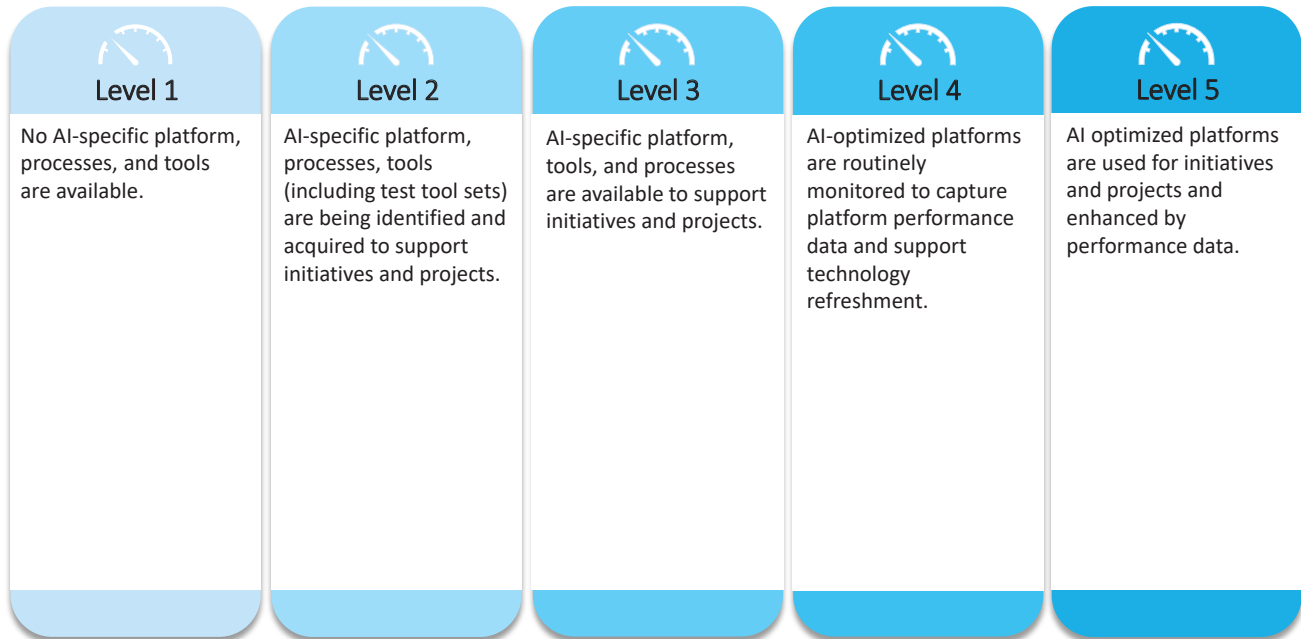 Level 1
No AI-specific platform,
processes, and tools
are available.
Level 2
AI-specific platform,
processes, tools
(including test tool sets)
are being identified and
acquired to support
initiatives and projects.
Level 3
AI-specific platform,
tools, and processes
are available to support
initiatives and projects.
Level 4
AI-optimized platforms
are routinely
monitored to capture
platform performance
data and support
technology
refreshment.
Level 5
AI optimized platforms
are used for initiatives
and projects and
enhanced by
performance data.